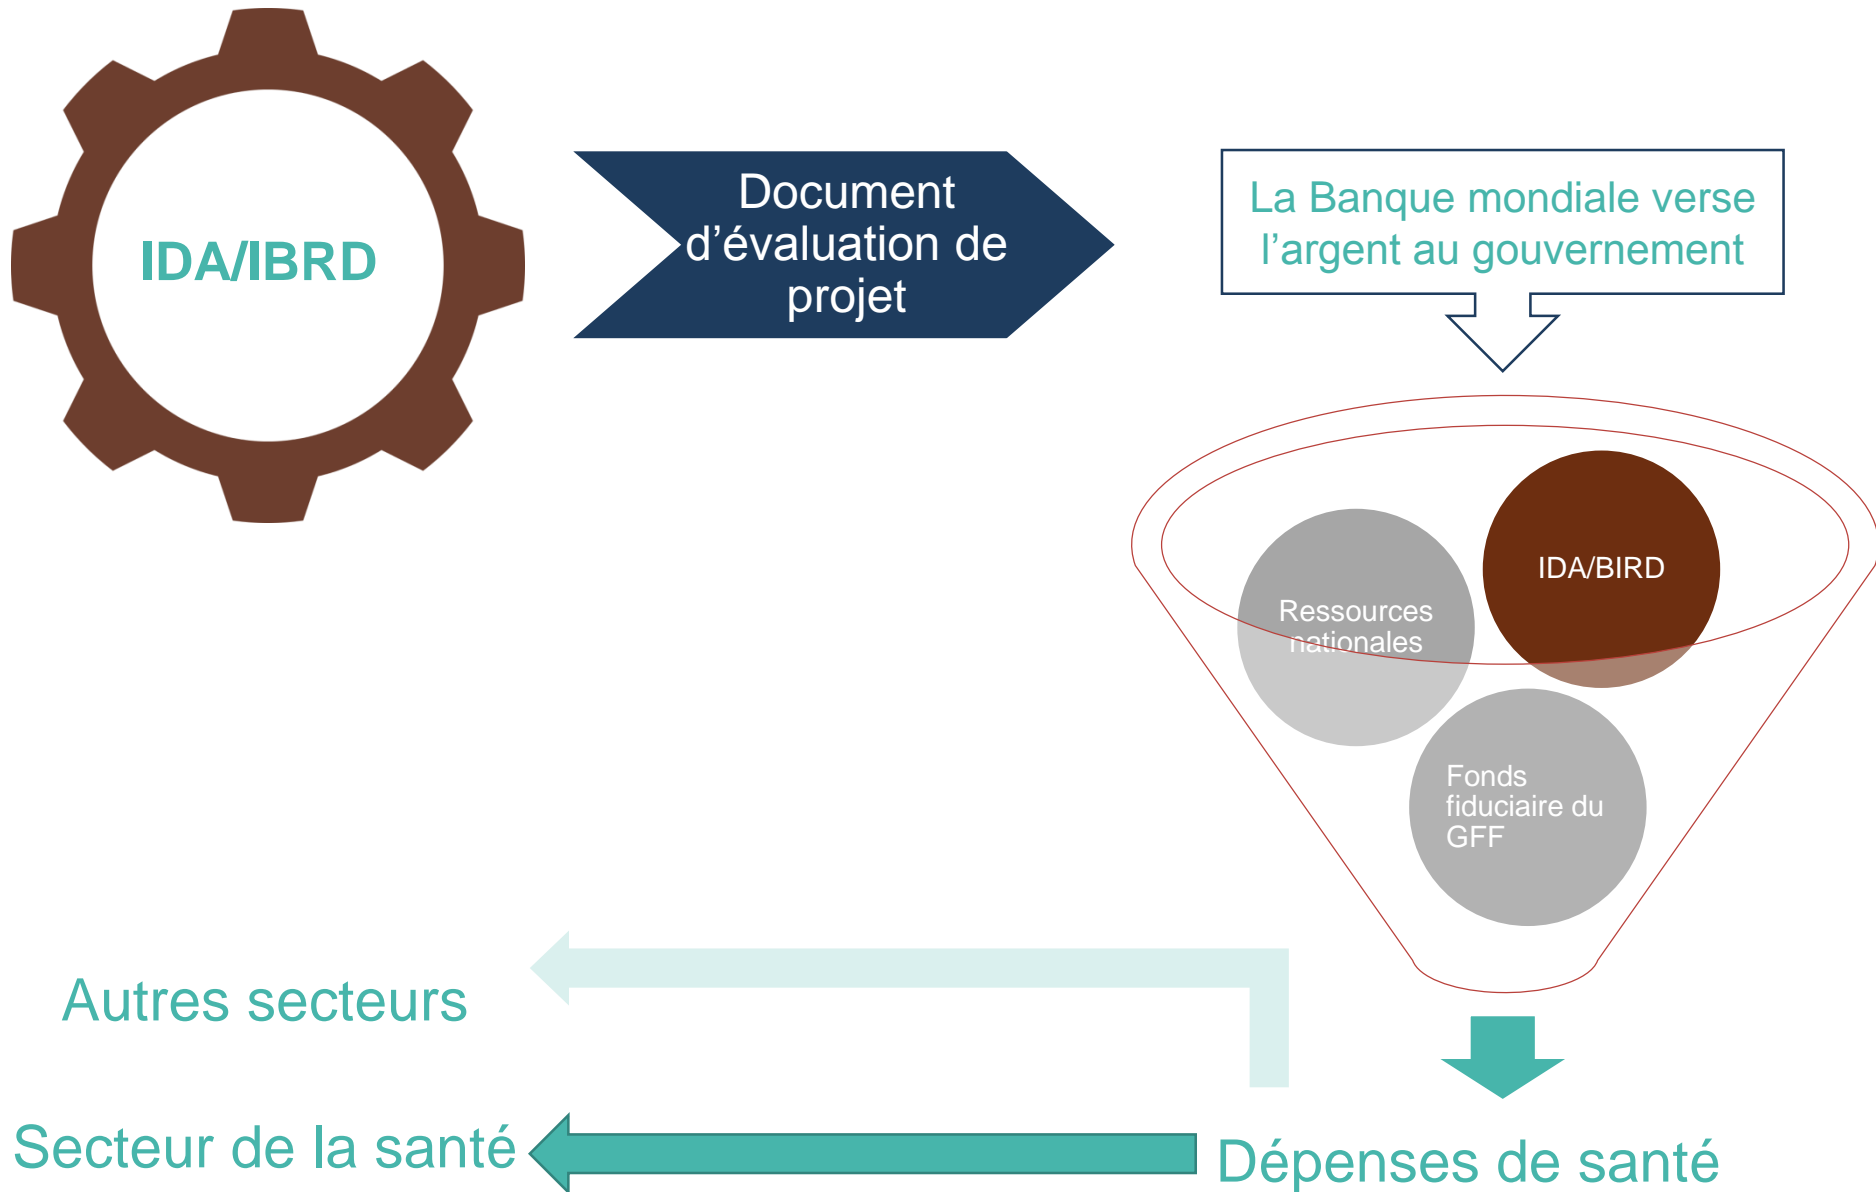 IDA/IBRD
Document
d’évaluation de
projet
La Banque mondiale verse
l’argent au gouvernement
IDA/BIRD
Ressources
nationales
Fonds
fiduciaire du
GFF
Autres secteurs
Secteur de la santé
Dépenses de santé